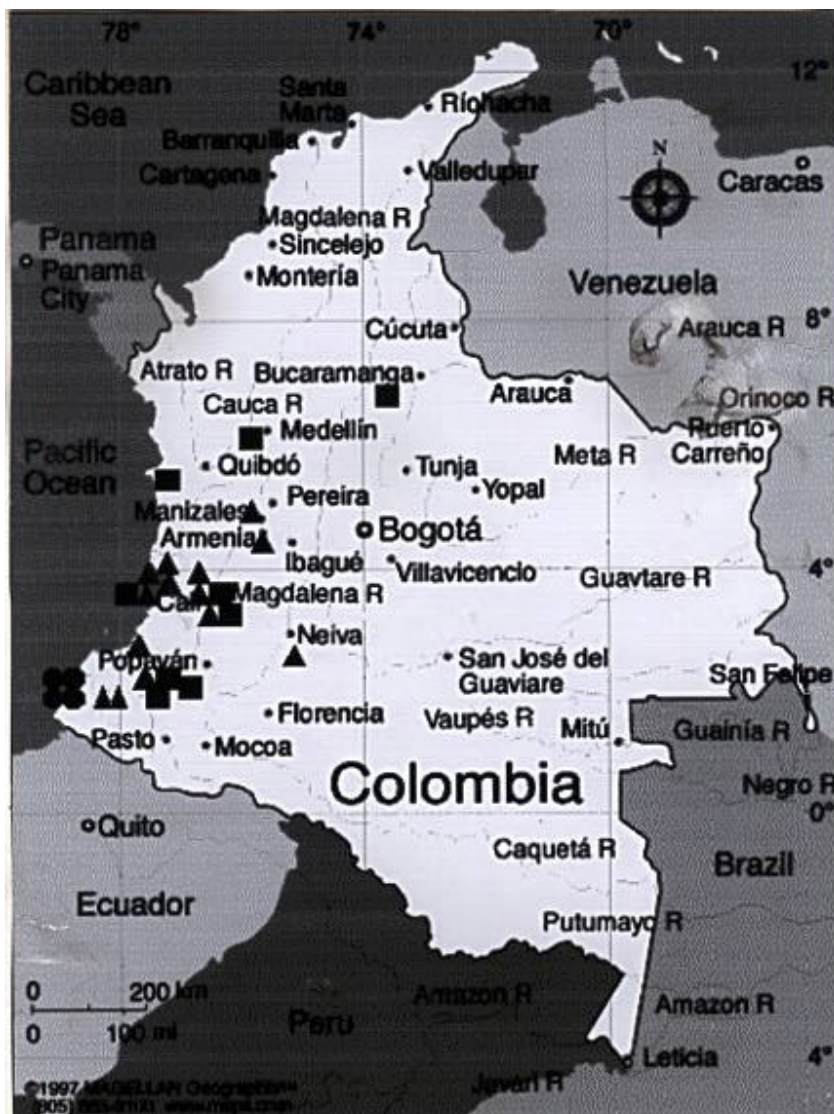 78°
74°
70°
12°
Caribbean
Sea
Santa
Marta
Ríohacha
Barranquilla
Cartagena
Valledupar
N
Caracas
Magdalena R
Sincelejo
Panama
Panama
City
Montería
Venezuela
Cúcuta
Arauca R
8°
Atrato R
Bucaramanga
Arauca
Orinoco R
Cauca R
Medellín
Puerto
Carreño
Meta R
Pacific
Ocean
Quibdó
Tunja
Yopal
Pereira
Manizales
Bogotá
Armenia
Ibagué
Villavicencio
4°
Guavtare R
Cali
Magdalena R
Neiva
Popayán
San José del
Guaviare
San Felipe
Florencia
Vaupés R
Mitú
Guainía R
Pasto
Mocoa
Colombia
Negro R
0°
Quito
Caquetá R
Brazil
Ecuador
Putumayo R
0
200 km
0
100 mi
Amazon R
Amazon R
Peru
Leticia
4°
Javari R
©1997 MAGELLAN Geographix